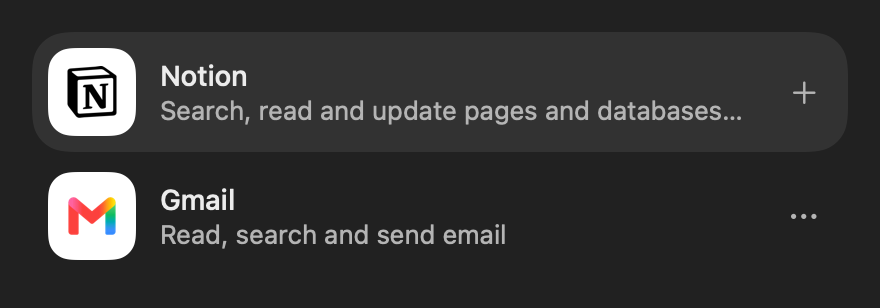 Notion
Search, read and update pages and databases...
Gmail
Read, search and send email